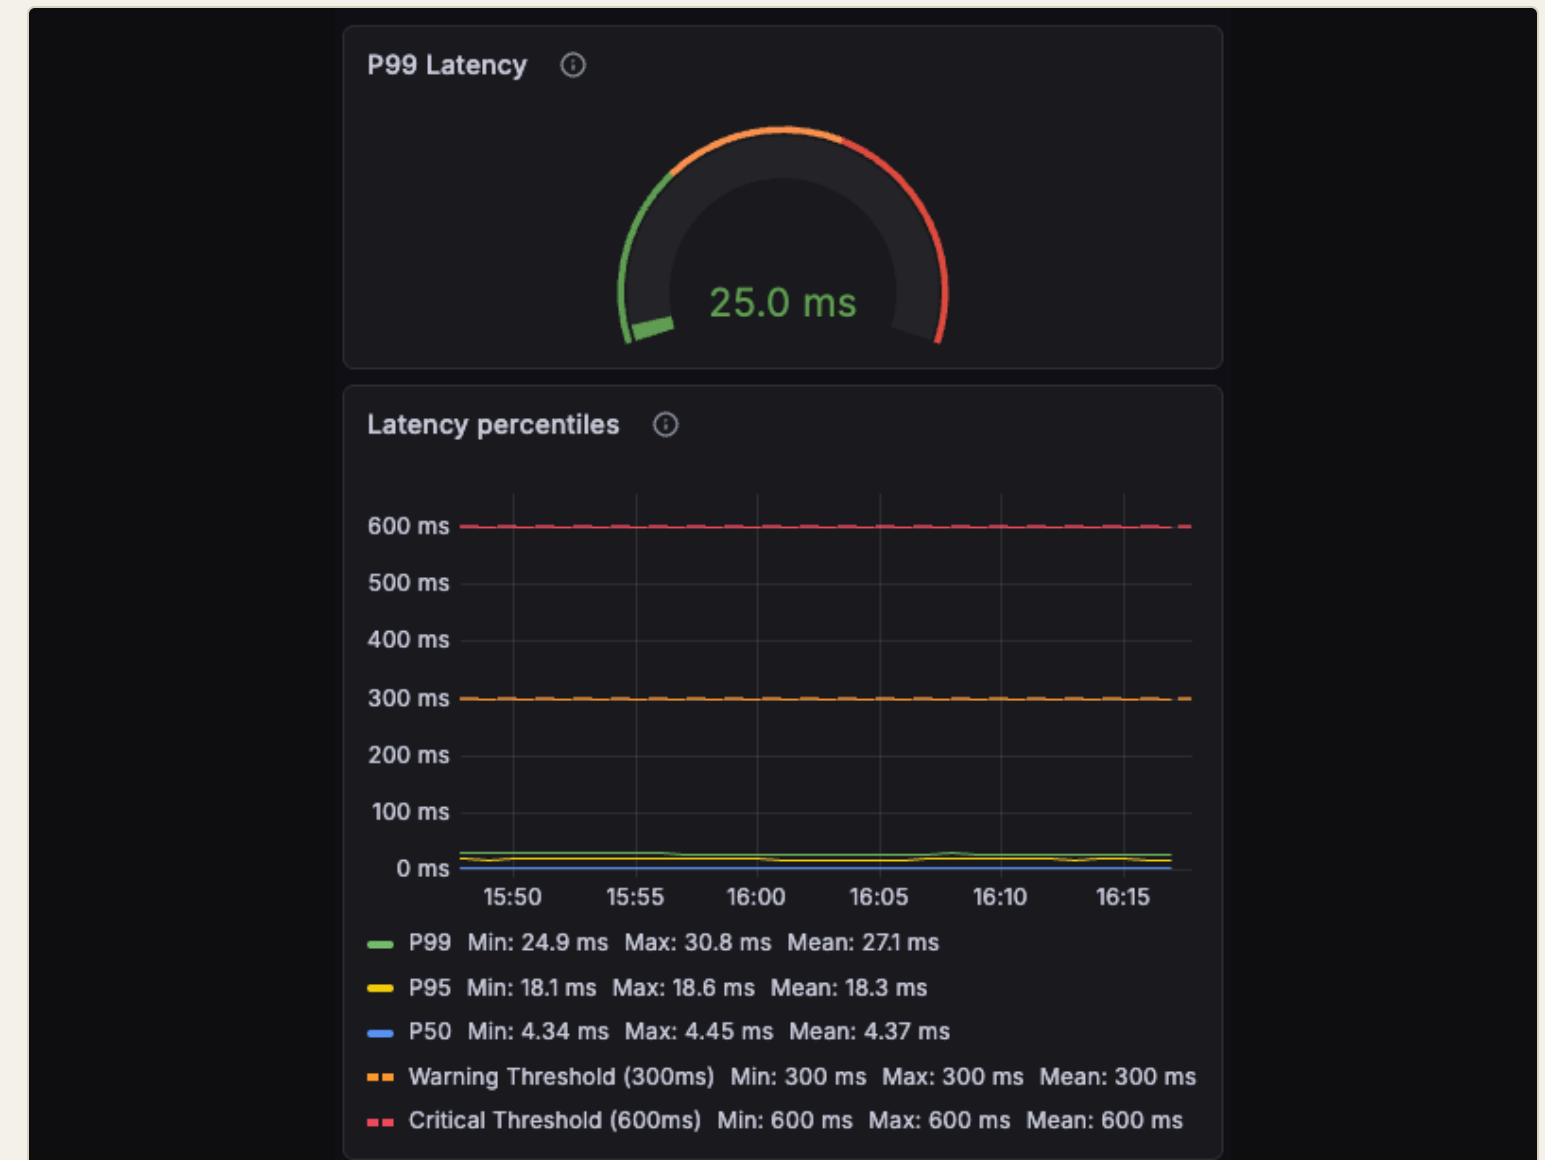 P99 Latency
25.0 ms
Latency percentiles
600 ms
500 ms
400 ms
300 ms
200 ms
100 ms
0 ms
15:50 15:55 16:00 16:05 16:10 16:15
P99 Min: 24.9 ms Max: 30.8 ms Mean: 27.1 ms
P95 Min: 18.1 ms Max: 18.6 ms Mean: 18.3 ms
P50 Min: 4.34 ms Max: 4.45 ms Mean: 4.37 ms
Warning Threshold (300ms) Min: 300 ms Max: 300 ms Mean: 300 ms
Critical Threshold (600ms) Min: 600 ms Max: 600 ms Mean: 600 ms